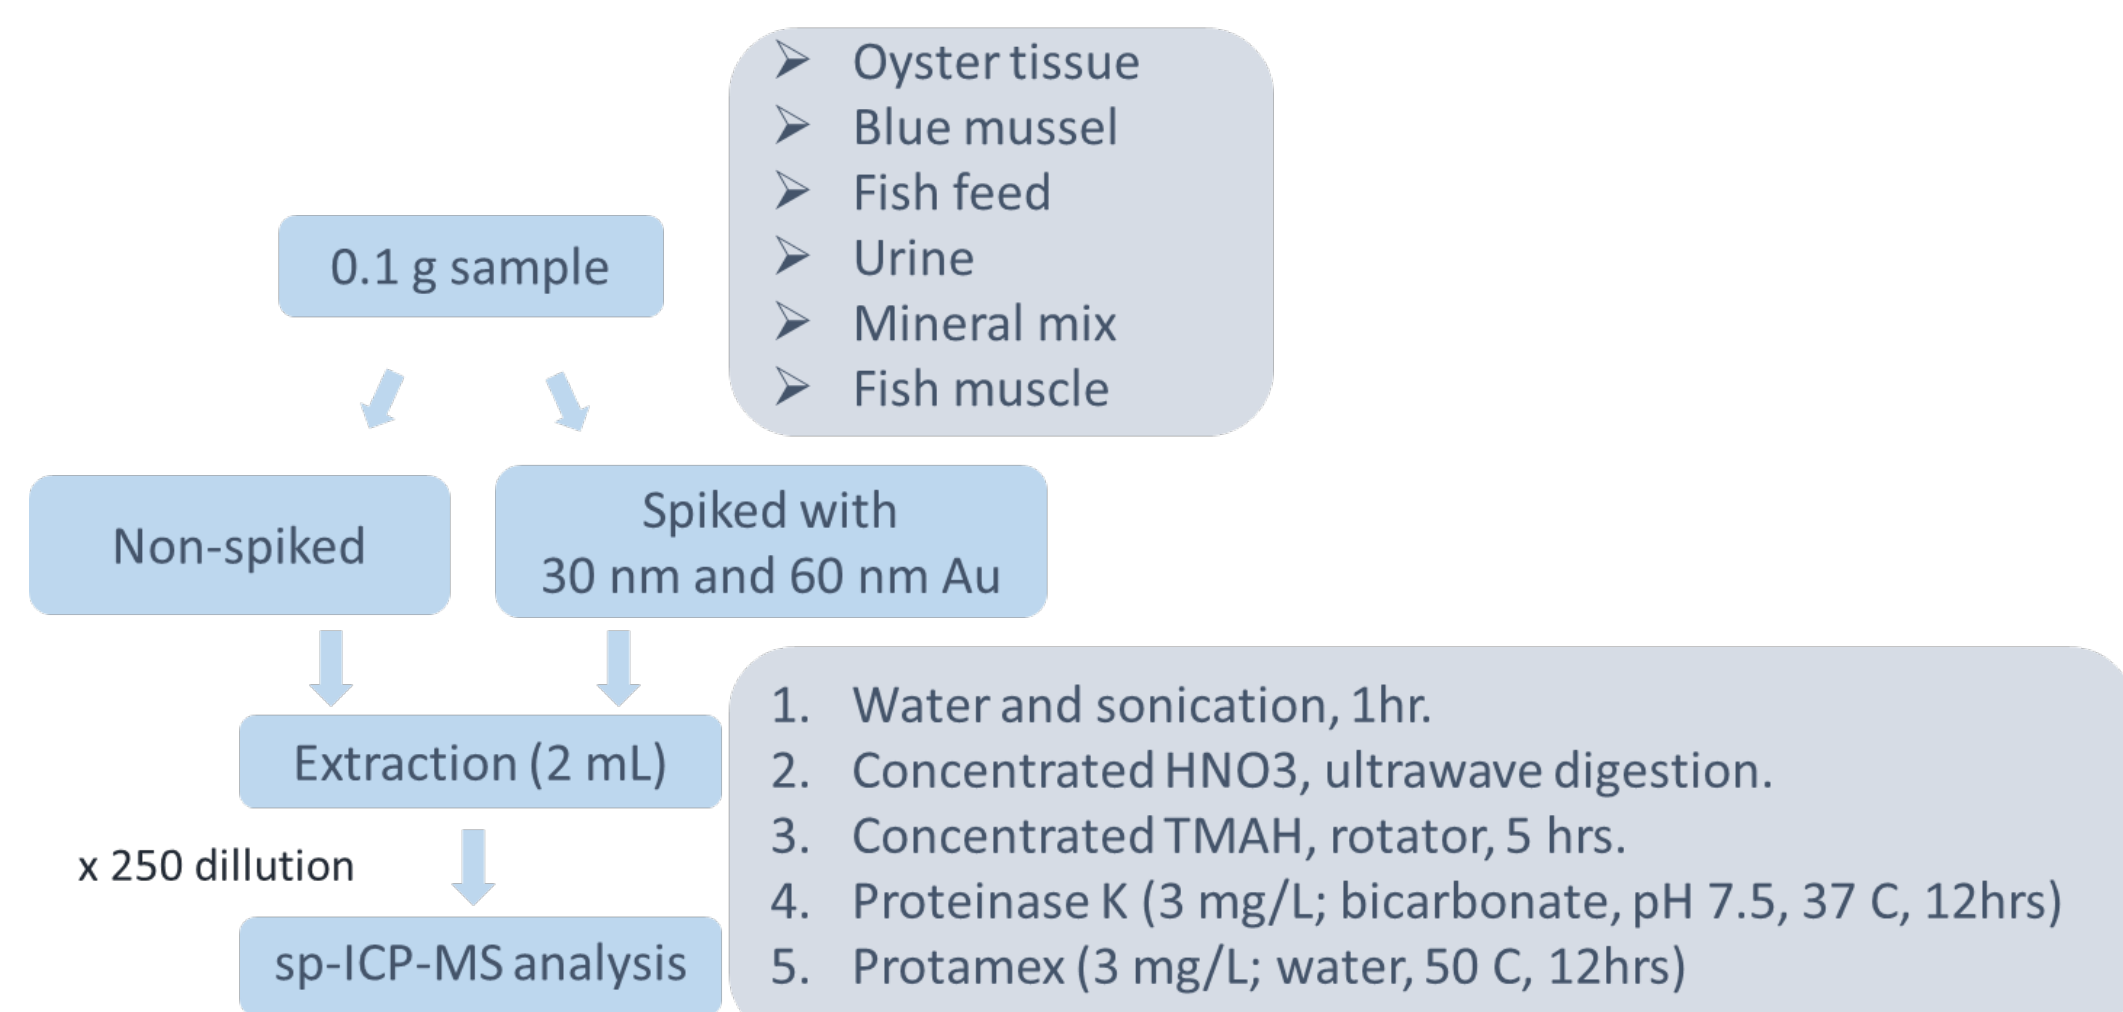 Oyster tissue
Blue mussel
Fish feed
Urine
Mineral mix
Fish muscle
0.1 g sample
Non-spiked
Spiked with
30 nm and 60 nm Au
Extraction (2 mL)
x 250 dillution
sp-ICP-MS analysis
1. Water and sonication, 1hr.
2. Concentrated HNO3, ultrawave digestion.
3. Concentrated TMAH, rotator, 5 hrs.
4. Proteinase K (3 mg/L; bicarbonate, pH 7.5, 37 C, 12hrs)
5. Protamex (3 mg/L; water, 50 C, 12hrs)